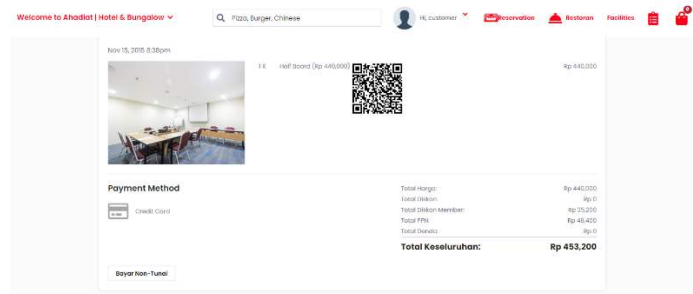 Welcome to Ahadiat | Hotel & Bungalow
Pizza, Burger, Chinese
Hi, customer
Reservation
Restoran
Facilities
0
Nov 15, 2015 8:38pm
1 X Half Board (Rp 440,000)
Rp 440,000
Payment Method
Credit Card
Total Harga: Rp 440,000
Total Diskon: Rp 0
Total Diskon Member: Rp 35,200
Total PPN: Rp 48,400
Total Denda: Rp 0
Total Keseluruhan: Rp 453,200
Bayar Non-Tunai